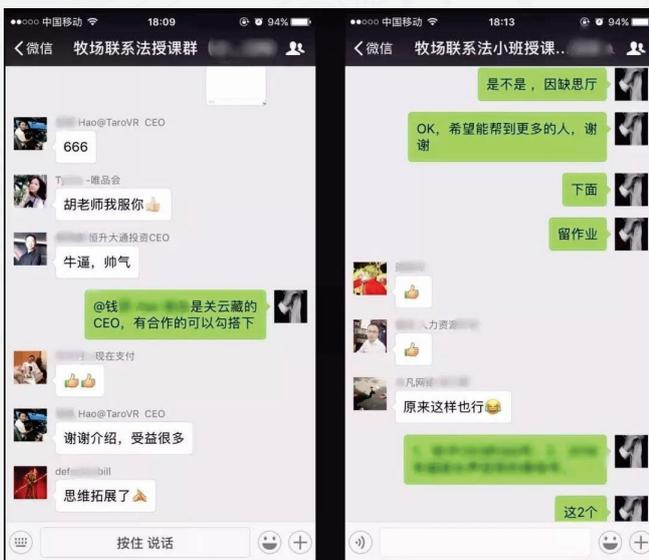 中国移动 18:09 94%
微信 牧场联系法授课群
Hao@TaroVR CEO
666
-唯品会
胡老师我服你👍🏻
恒升大通投资CEO
牛逼，帅气
@钱 是关云藏的
CEO，有合作的可以勾搭下
现在支付
👍🏻👍🏻
Hao@TaroVR CEO
谢谢介绍，受益很多
def bill
思维拓展了🙏🏻
按住 说话
中国移动 18:13 94%
微信 牧场联系法小班授课...
是不是 ，因缺思厅
OK，希望能帮到更多的人，谢
谢
下面
留作业
👍🏻
人力资源
👍🏻
凡网
原来这样也行😂
这2个